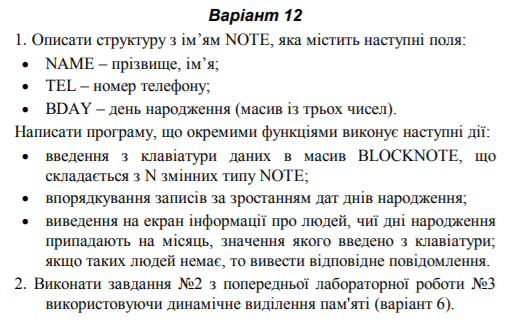 Варіант 12
1. Описати структуру з ім’ям NOTE, яка містить наступні поля:
• NAME – прізвище, ім’я;
• TEL – номер телефону;
• BDAY – день народження (масив із трьох чисел).
Написати програму, що окремими функціями виконує наступні дії:
• введення з клавіатури даних в масив BLOCKNOTE, що
складається з N змінних типу NOTE;
• впорядкування записів за зростанням дат днів народження;
• виведення на екран інформації про людей, чиї дні народження
припадають на місяць, значення якого введено з клавіатури;
якщо таких людей немає, то вивести відповідне повідомлення.
2. Виконати завдання №2 з попередньої лабораторної роботи №3
використовуючи динамічне виділення пам'яті (варіант 6).